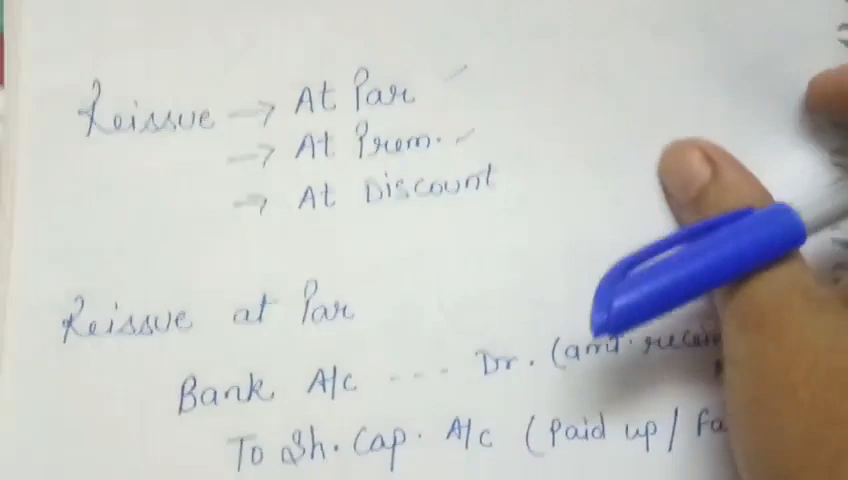 Reissue → At Par
→ At Prem.
→ At Discount
Reissue at Par
Bank A/c ---- Dr. (amt.
To Sh. Cap. A/c (Paid up /